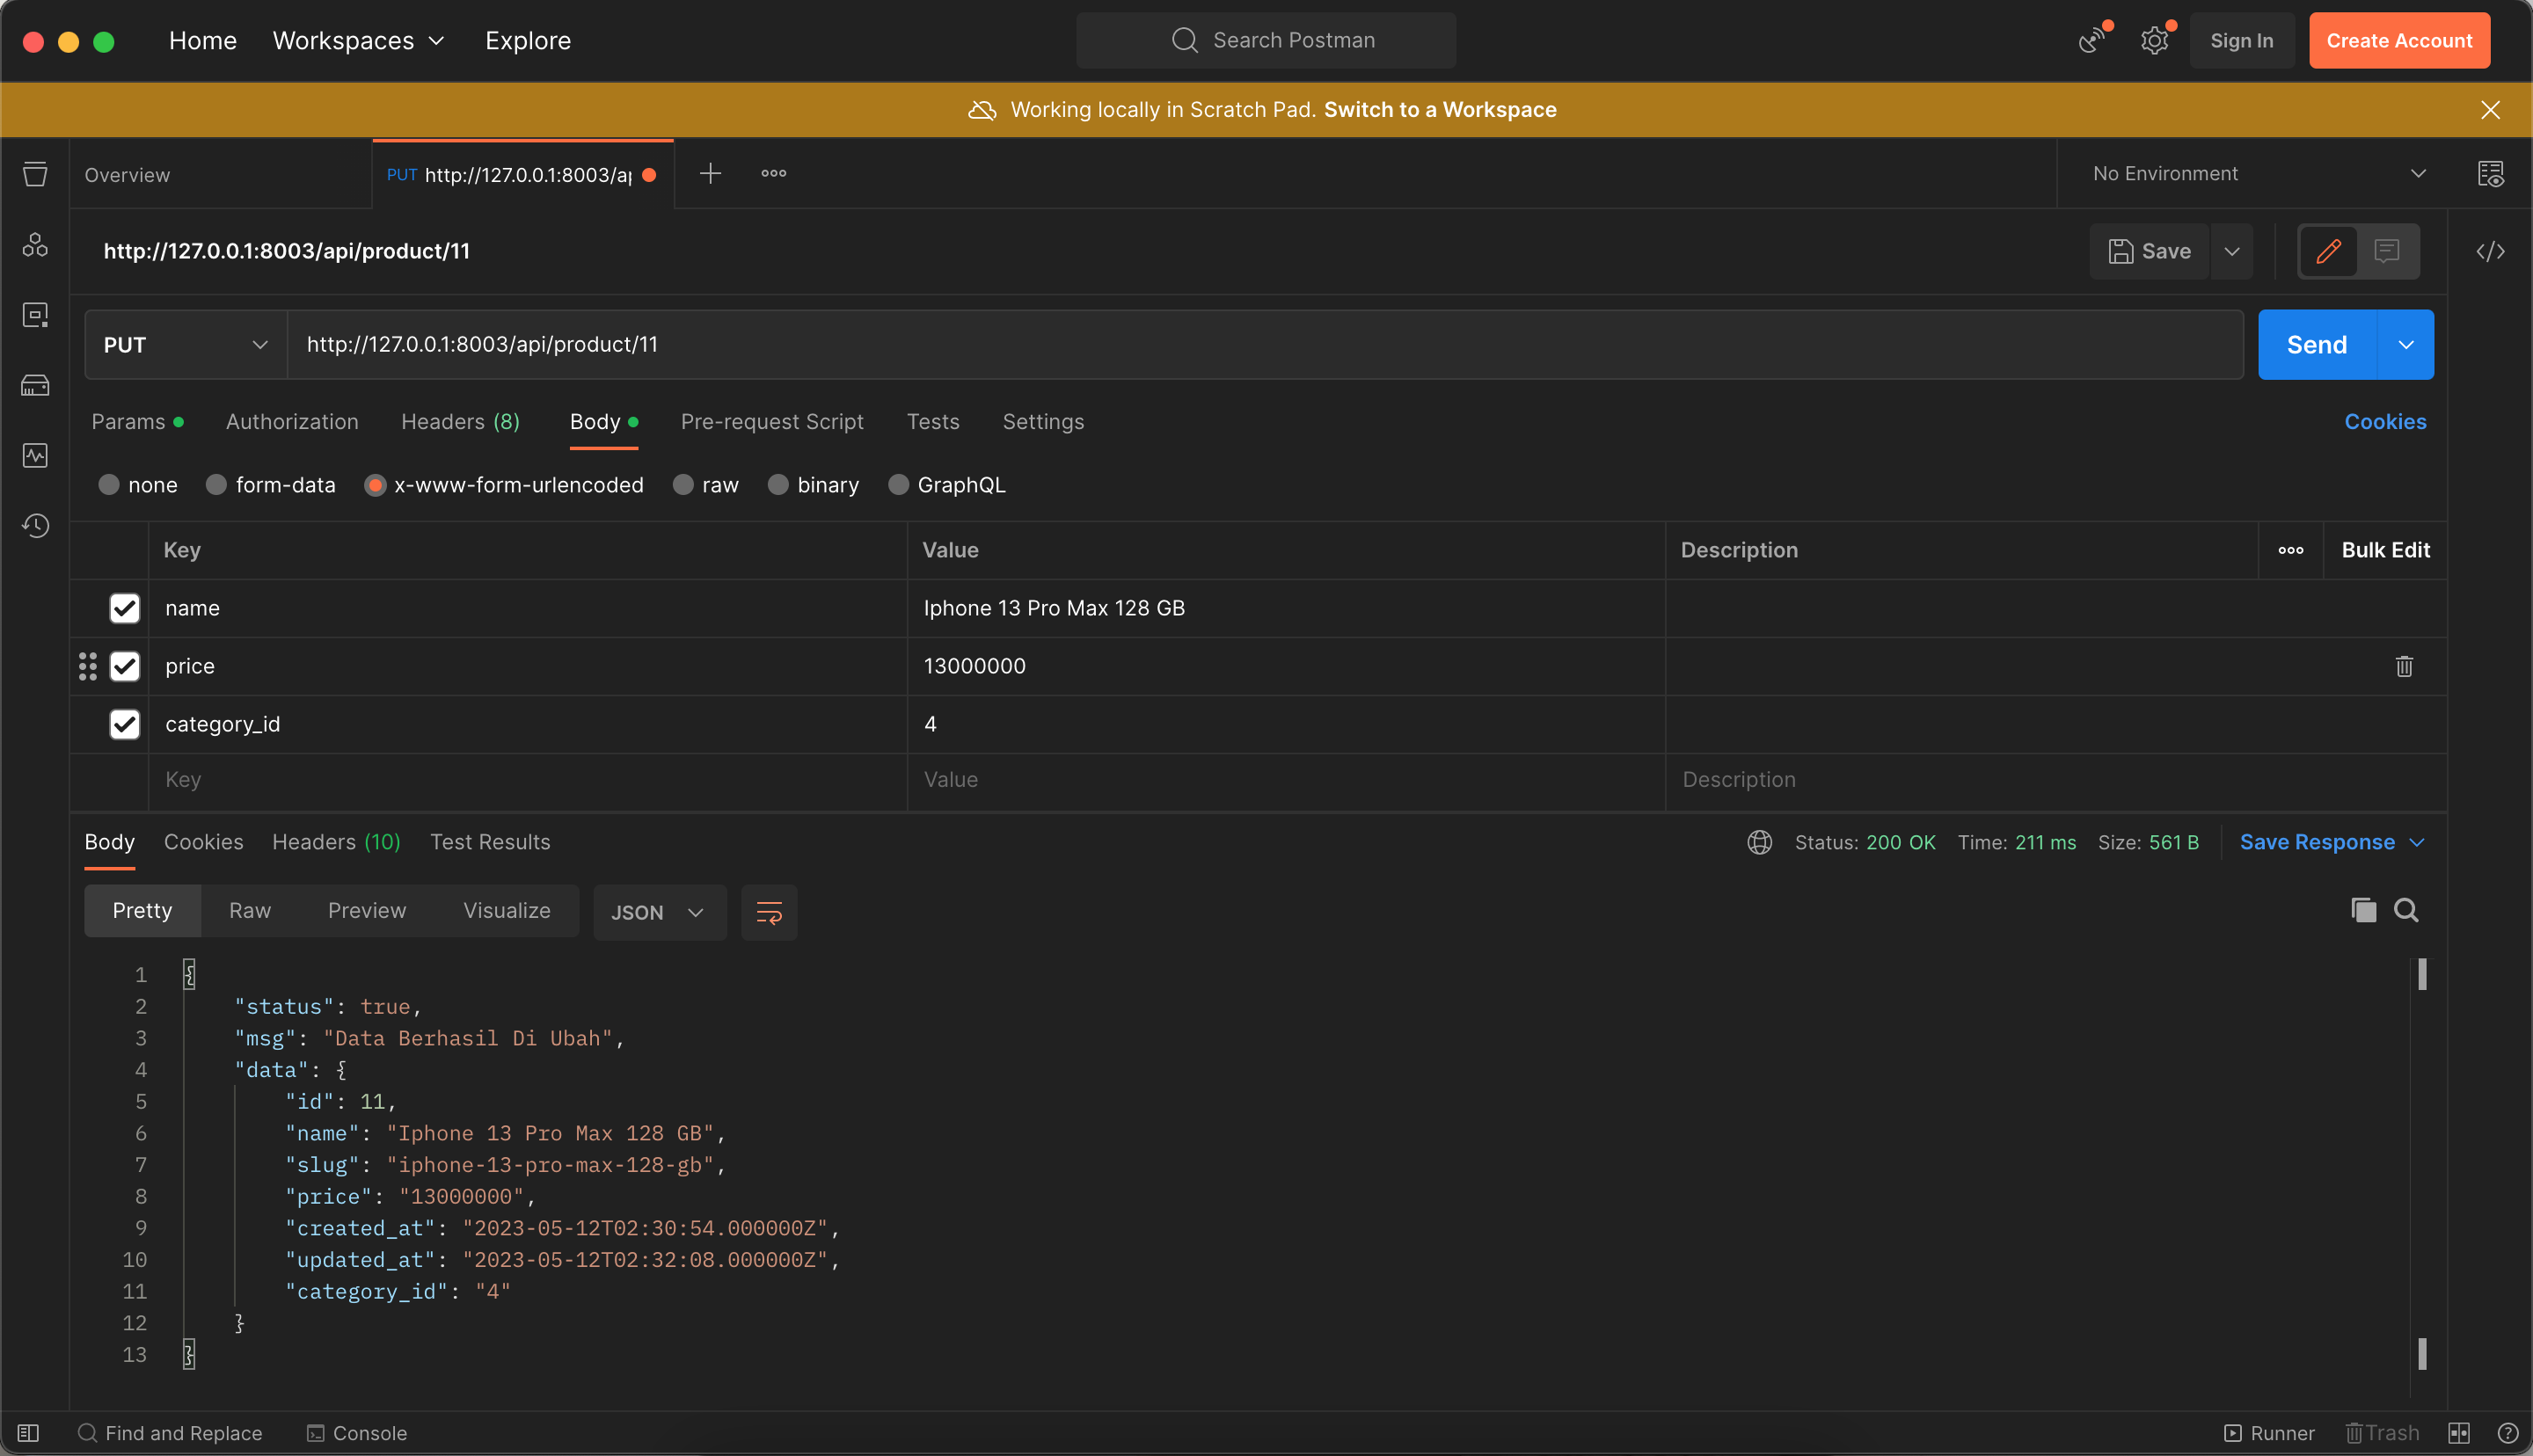 Home Workspaces Explore Search Postman Sign In Create Account
Working locally in Scratch Pad. Switch to a Workspace
Overview PUT http://127.0.0.1:8003/ap No Environment
http://127.0.0.1:8003/api/product/11 Save
PUT http://127.0.0.1:8003/api/product/11 Send
Params Authorization Headers (8) Body Pre-request Script Tests Settings Cookies
none form-data x-www-form-urlencoded raw binary GraphQL
Key Value Description Bulk Edit
name Iphone 13 Pro Max 128 GB
price 13000000
category_id 4
Key Value Description
Body Cookies Headers (10) Test Results Status: 200 OK Time: 211 ms Size: 561 B Save Response
Pretty Raw Preview Visualize JSON
1 {
2 "status": true,
3 "msg": "Data Berhasil Di Ubah",
4 "data": {
5 "id": 11,
6 "name": "Iphone 13 Pro Max 128 GB",
7 "slug": "iphone-13-pro-max-128-gb",
8 "price": "13000000",
9 "created_at": "2023-05-12T02:30:54.000000Z",
10 "updated_at": "2023-05-12T02:32:08.000000Z",
11 "category_id": "4"
12 }
13 }
Find and Replace Console Runner Trash